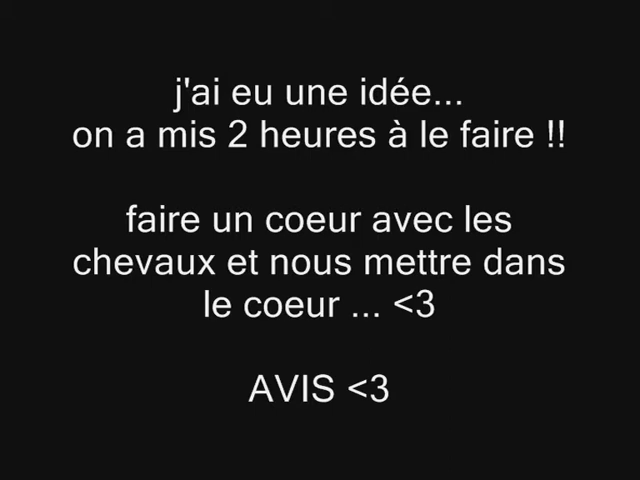 j'ai eu une idée...
on a mis 2 heures à le faire !!
faire un coeur avec les
chevaux et nous mettre dans
le coeur ... <3
AVIS <3